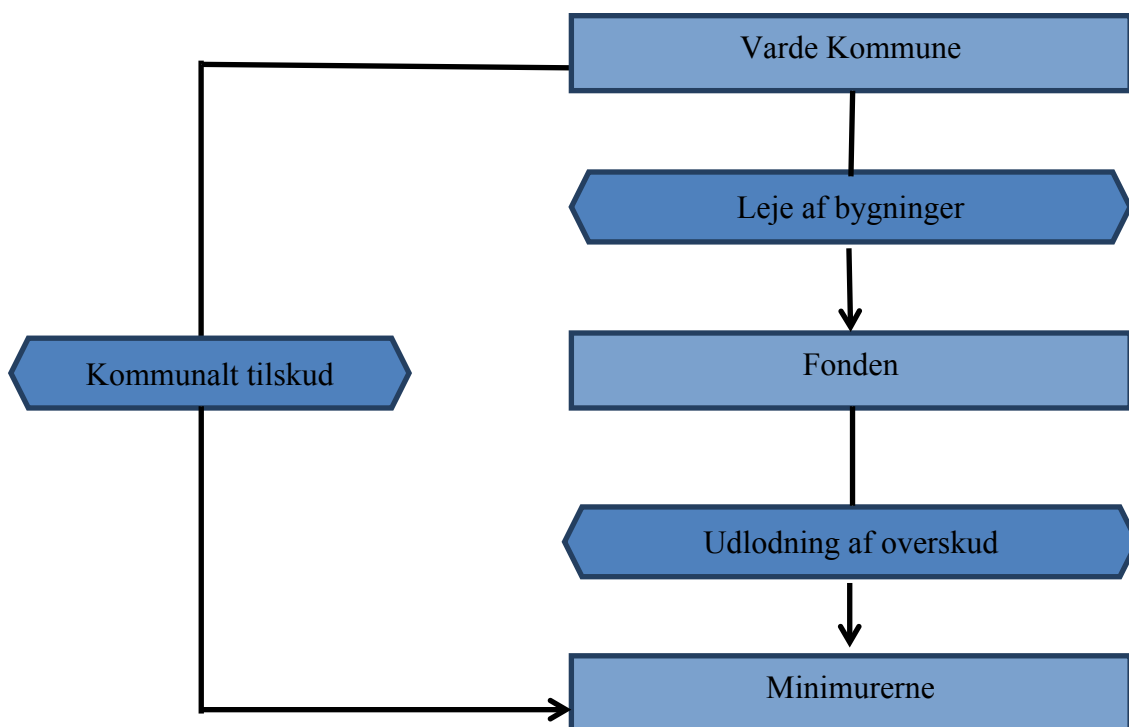 Varde Kommune
Leje af bygninger
Fonden
Kommunalt tilskud
Udlodning af overskud
Minimurerne